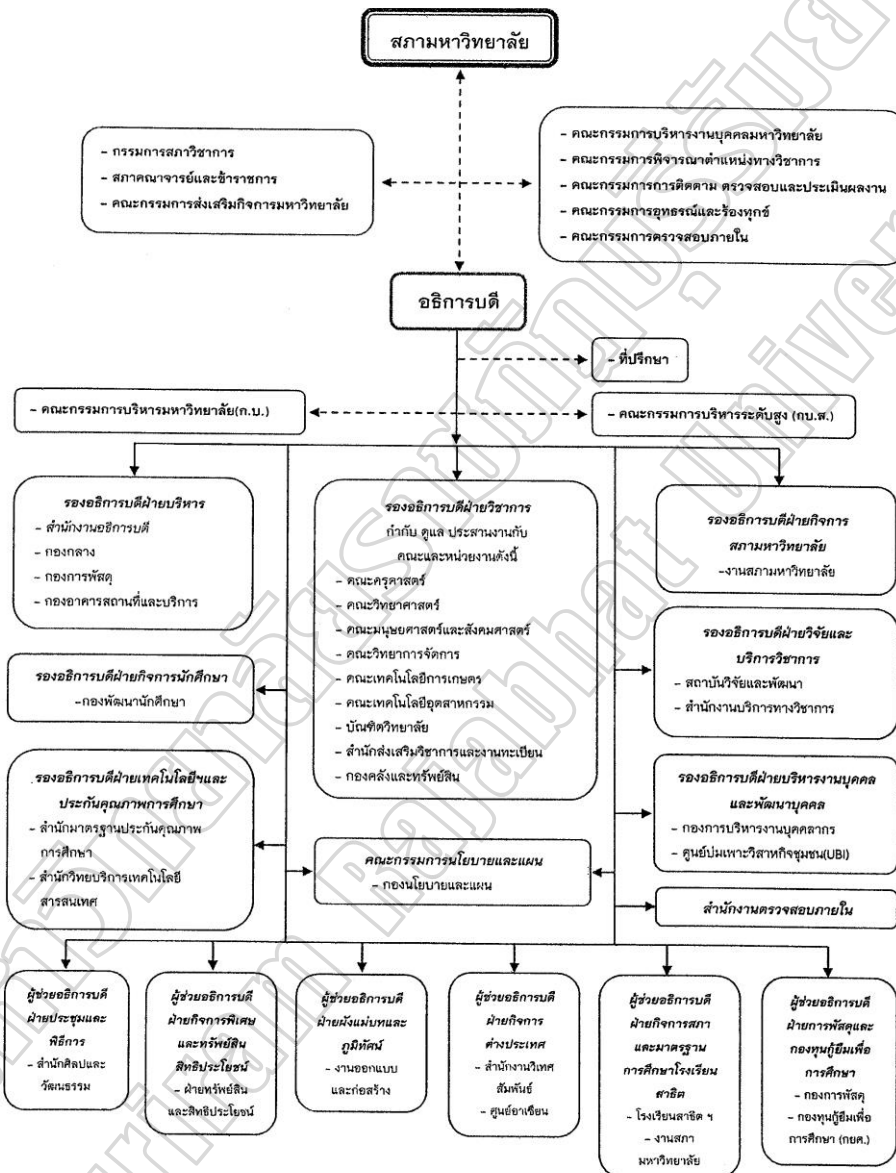 สภามหาวิทยาลัย
- กรรมการสภาวิชาการ
- สภาคณาจารย์และข้าราชการ
- คณะกรรมการส่งเสริมกิจการมหาวิทยาลัย
- คณะกรรมการบริหารงานบุคคลมหาวิทยาลัย
- คณะกรรมการพิจารณาตำแหน่งทางวิชาการ
- คณะกรรมการการติดตาม ตรวจสอบและประเมินผลงาน
- คณะกรรมการอุทธรณ์และร้องทุกข์
- คณะกรรมการตรวจสอบภายใน
อธิการบดี
- ที่ปรึกษา
- คณะกรรมการบริหารมหาวิทยาลัย(ก.บ.)
- คณะกรรมการบริหารระดับสูง (กบ.ส.)
รองอธิการบดีฝ่ายบริหาร
- สำนักงานอธิการบดี
- กองกลาง
- กองการพัสดุ
- กองอาคารสถานที่และบริการ
รองอธิการบดีฝ่ายวิชาการ
กำกับ ดูแล ประสานงานกับ
คณะและหน่วยงานดังนี้
- คณะครุศาสตร์
- คณะวิทยาศาสตร์
- คณะมนุษยศาสตร์และสังคมศาสตร์
- คณะวิทยาการจัดการ
- คณะเทคโนโลยีการเกษตร
- คณะเทคโนโลยีอุตสาหกรรม
- บัณฑิตวิทยาลัย
- สำนักส่งเสริมวิชาการและงานทะเบียน
- กองคลังและทรัพย์สิน
รองอธิการบดีฝ่ายกิจการ
สภามหาวิทยาลัย
-งานสภามหาวิทยาลัย
รองอธิการบดีฝ่ายกิจการนักศึกษา
-กองพัฒนานักศึกษา
รองอธิการบดีฝ่ายวิจัยและ
บริการวิชาการ
- สถาบันวิจัยและพัฒนา
- สำนักงานบริการทางวิชาการ
รองอธิการบดีฝ่ายเทคโนโลยีฯและ
ประกันคุณภาพการศึกษา
- สำนักมาตรฐานประกันคุณภาพ
การศึกษา
- สำนักวิทยบริการเทคโนโลยี
สารสนเทศ
รองอธิการบดีฝ่ายบริหารงานบุคคล
และพัฒนาบุคคล
- กองการบริหารงานบุคคลากร
- ศูนย์บ่มเพาะวิสาหกิจชุมชน(UBI)
คณะกรรมการนโยบายและแผน
- กองนโยบายและแผน
สำนักงานตรวจสอบภายใน
ผู้ช่วยอธิการบดี
ฝ่ายประชุมและ
พิธีการ
- สำนักศิลปและ
วัฒนธรรม
ผู้ช่วยอธิการบดี
ฝ่ายกิจการพิเศษ
และทรัพย์สิน
สิทธิประโยชน์
- ฝ่ายทรัพย์สิน
และสิทธิประโยชน์
ผู้ช่วยอธิการบดี
ฝ่ายผังแม่บทและ
ภูมิทัศน์
- งานออกแบบ
และก่อสร้าง
ผู้ช่วยอธิการบดี
ฝ่ายกิจการ
ต่างประเทศ
- สำนักงานวิเทศ
สัมพันธ์
- ศูนย์อาเซียน
ผู้ช่วยอธิการบดี
ฝ่ายกิจการสภา
และมาตรฐาน
การศึกษาโรงเรียน
สาธิต
- โรงเรียนสาธิต ฯ
- งานสภา
มหาวิทยาลัย
ผู้ช่วยอธิการบดี
ฝ่ายการพัสดุและ
กองทุนกู้ยืมเพื่อ
การศึกษา
- กองการพัสดุ
- กองทุนกู้ยืมเพื่อ
การศึกษา (กยศ.)